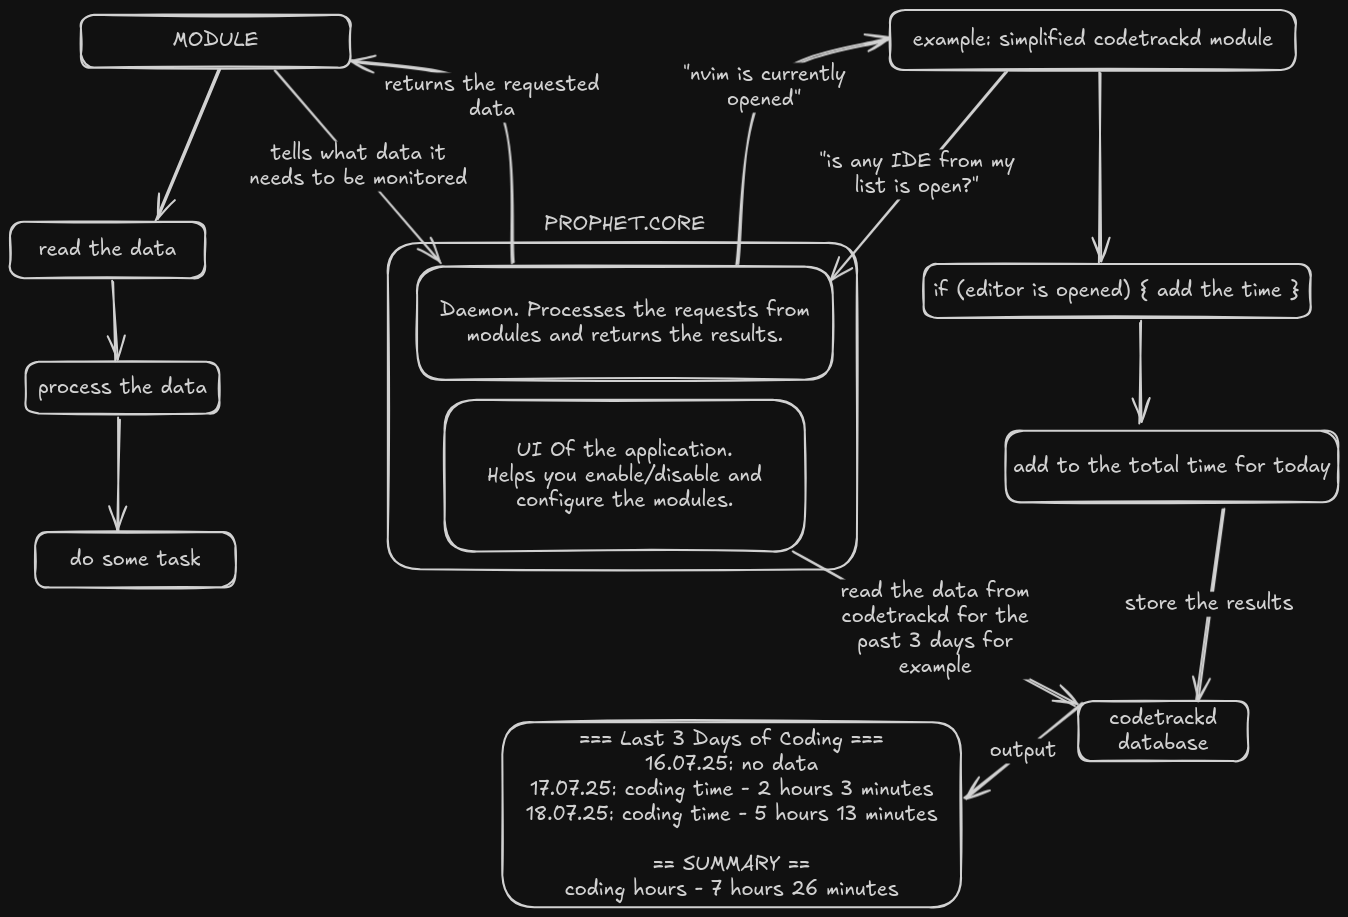 MODULE
example: simplified codetrackd module
returns the requested
data
"nvim is currently
opened"
tells what data it
needs to be monitored
"is any IDE from my
list is open?"
PROPHET.CORE
read the data
Daemon. Processes the requests from
modules and returns the results.
if (editor is opened) { add the time }
process the data
UI Of the application.
Helps you enable/disable and
configure the modules.
add to the total time for today
do some task
read the data from
codetrackd for the
past 3 days for
example
store the results
codetrackd
database
output
=== Last 3 Days of Coding ===
16.07.25: no data
17.07.25: coding time - 2 hours 3 minutes
18.07.25: coding time - 5 hours 13 minutes
== SUMMARY ==
coding hours - 7 hours 26 minutes